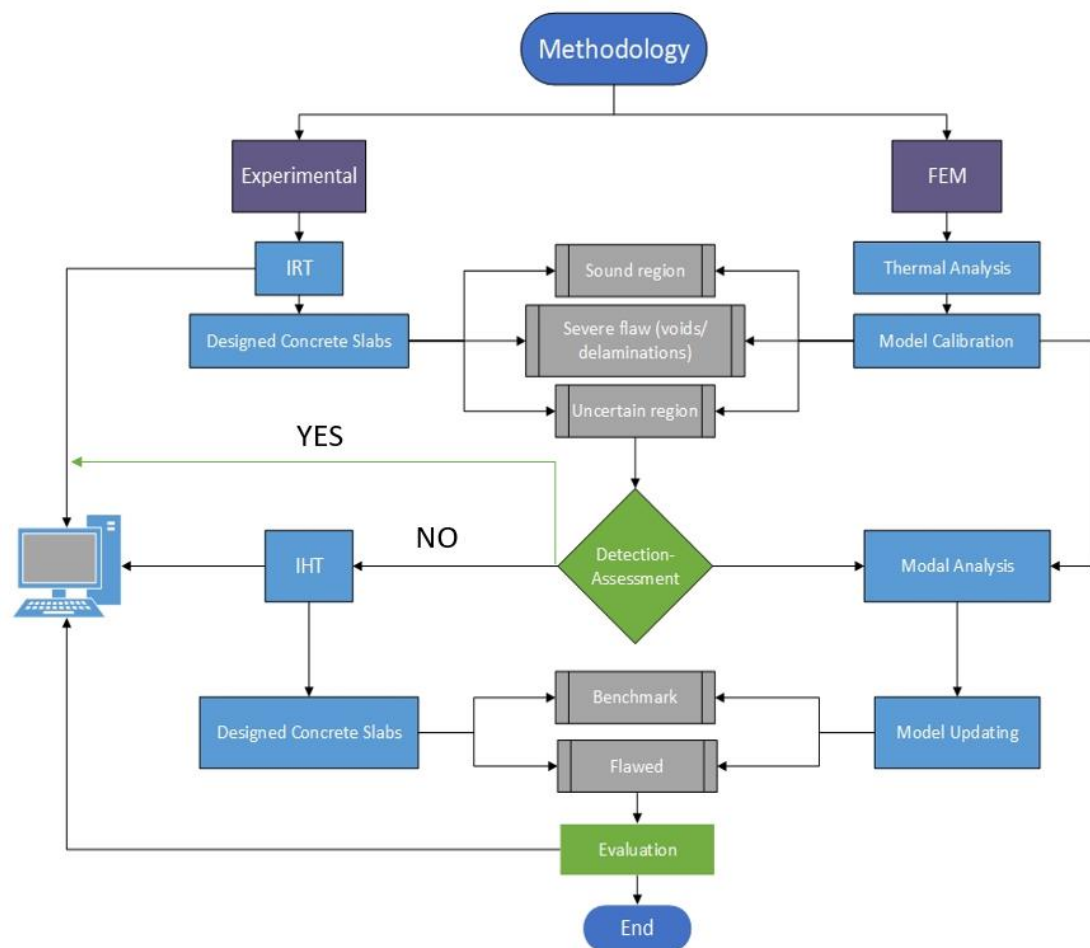 Methodology
Experimental
FEM
IRT
Sound region
Thermal Analysis
Designed Concrete Slabs
Severe flaw (voids/
delaminations)
Model Calibration
Uncertain region
YES
NO
IHT
Detection-
Assessment
Modal Analysis
Benchmark
Designed Concrete Slabs
Model Updating
Flawed
Evaluation
End